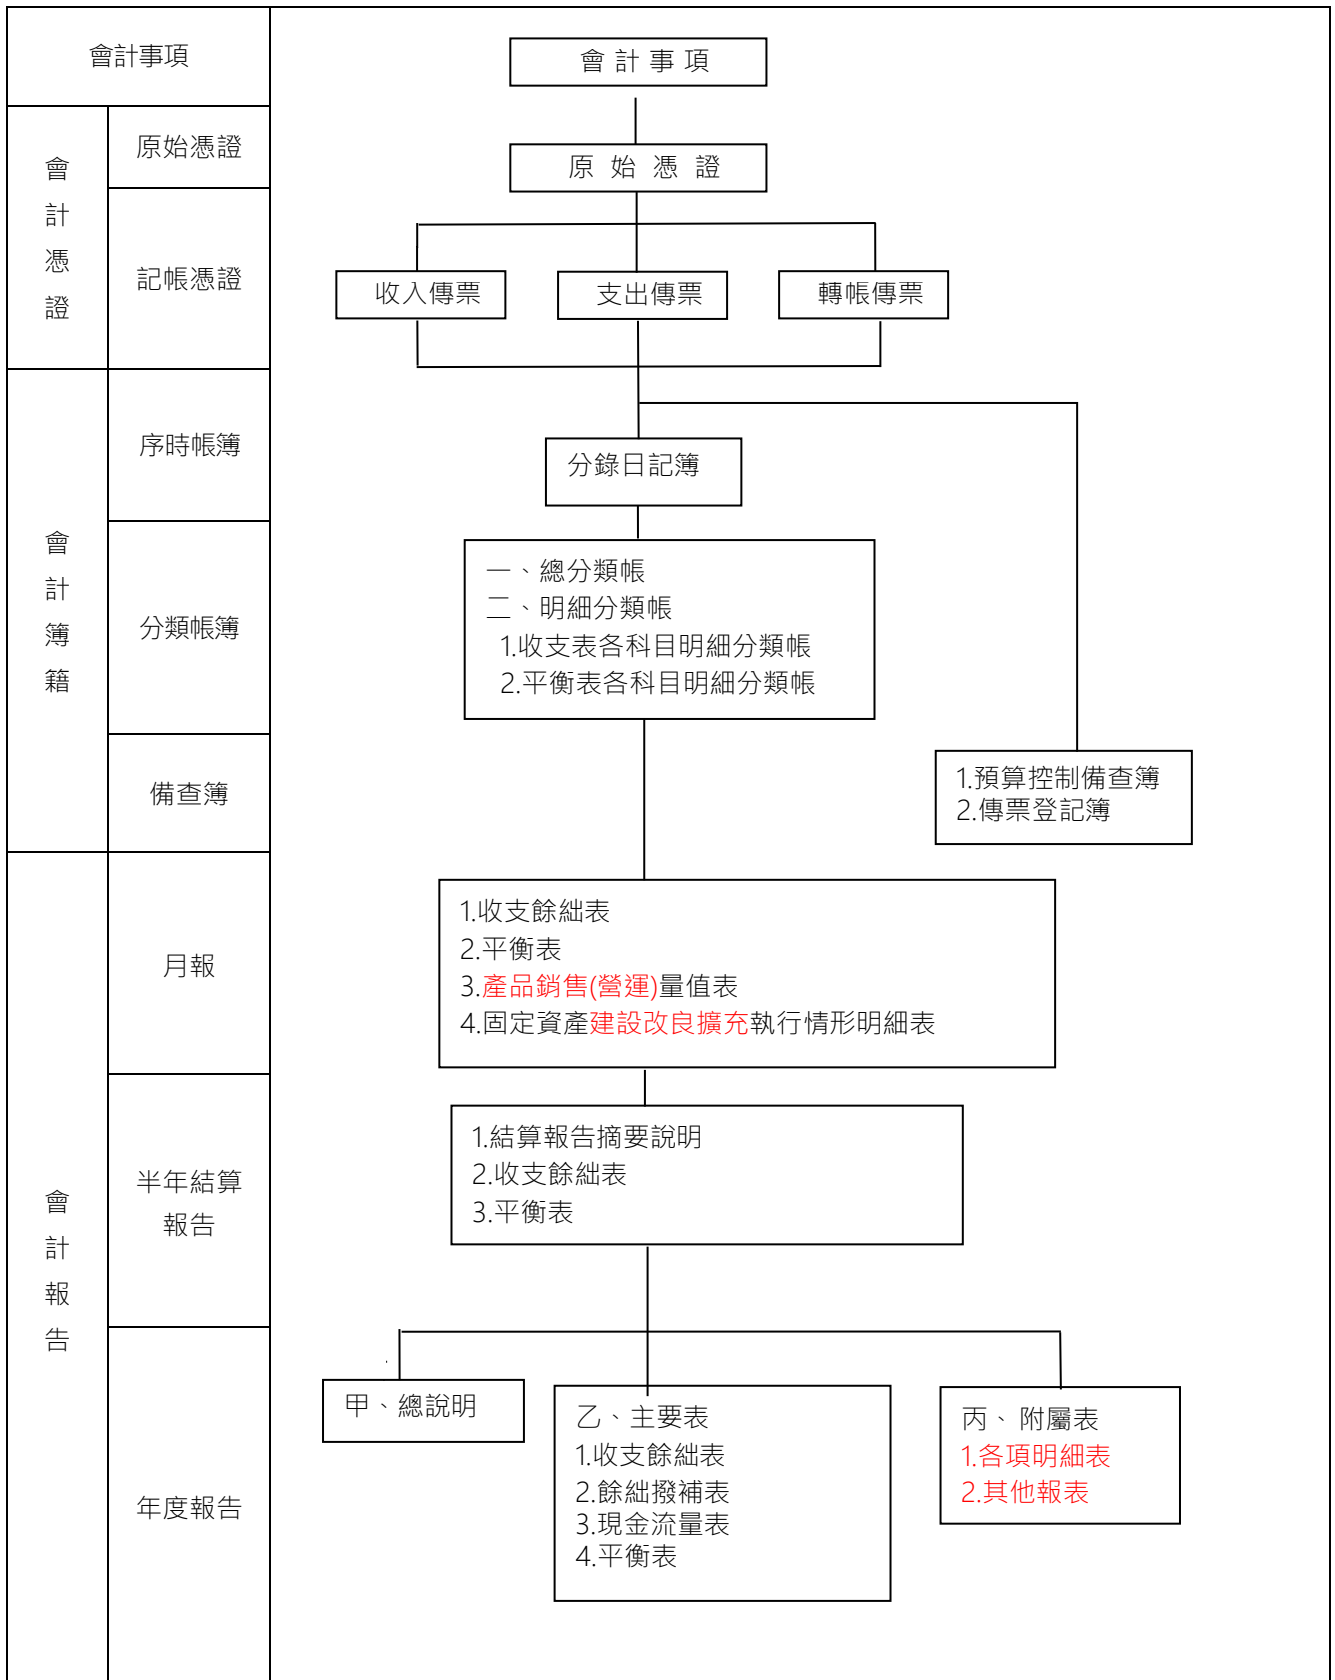 會計事項
會 計 事 項
會計憑證
原始憑證
原 始 憑 證
記帳憑證
收入傳票
支出傳票
轉帳傳票
會計簿籍
序時帳簿
分錄日記簿
分類帳簿
一、總分類帳
二、明細分類帳
1.收支表各科目明細分類帳
2.平衡表各科目明細分類帳
備查簿
1.預算控制備查簿
2.傳票登記簿
會計報告
月報
1.收支餘絀表
2.平衡表
3.產品銷售(營運)量值表
4.固定資產建設改良擴充執行情形明細表
半年結算
報告
1.結算報告摘要說明
2.收支餘絀表
3.平衡表
年度報告
甲、總說明
乙、主要表
1.收支餘絀表
2.餘絀撥補表
3.現金流量表
4.平衡表
丙、附屬表
1.各項明細表
2.其他報表